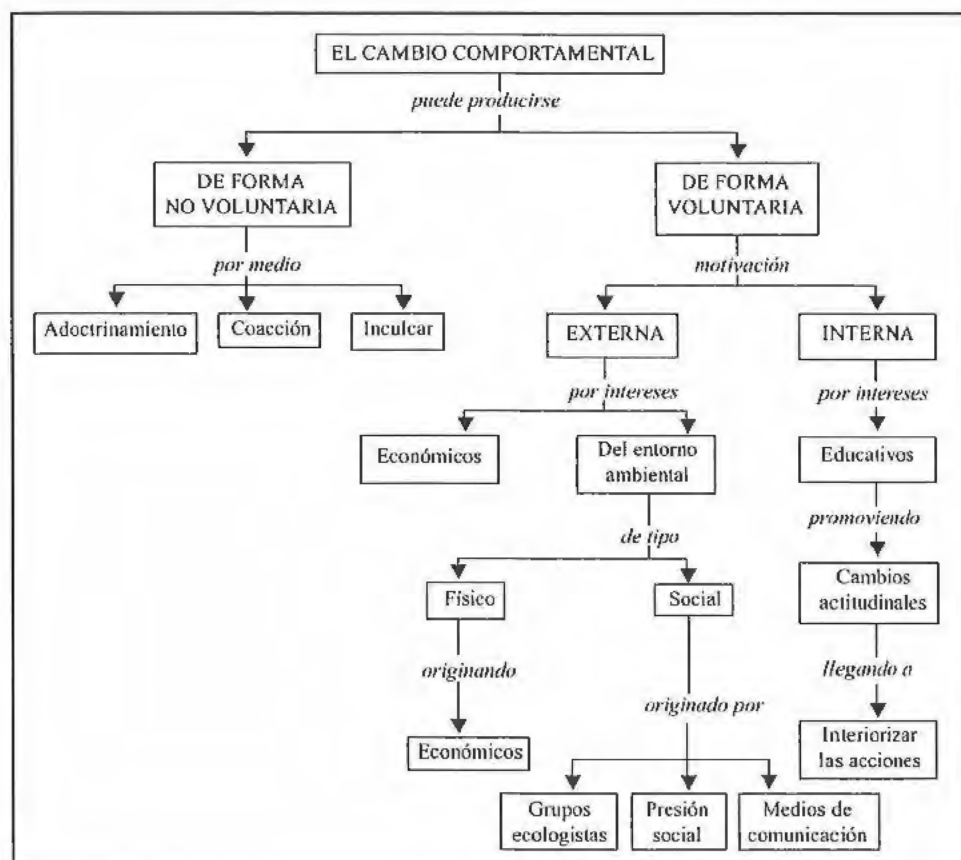 EL CAMBIO COMPORTAMENTAL
puede producirse
DE FORMA
NO VOLUNTARIA
DE FORMA
VOLUNTARIA
por medio
motivación
Adoctrinamiento
Coacción
Inculcar
EXTERNA
INTERNA
por intereses
por intereses
Económicos
Del entorno
ambiental
Educativos
promoviendo
de tipo
Físico
Social
Cambios
actitudinales
originando
llegando a
originado por
Económicos
Interiorizar
las acciones
Grupos
ecologistas
Presión
social
Medios de
comunicación